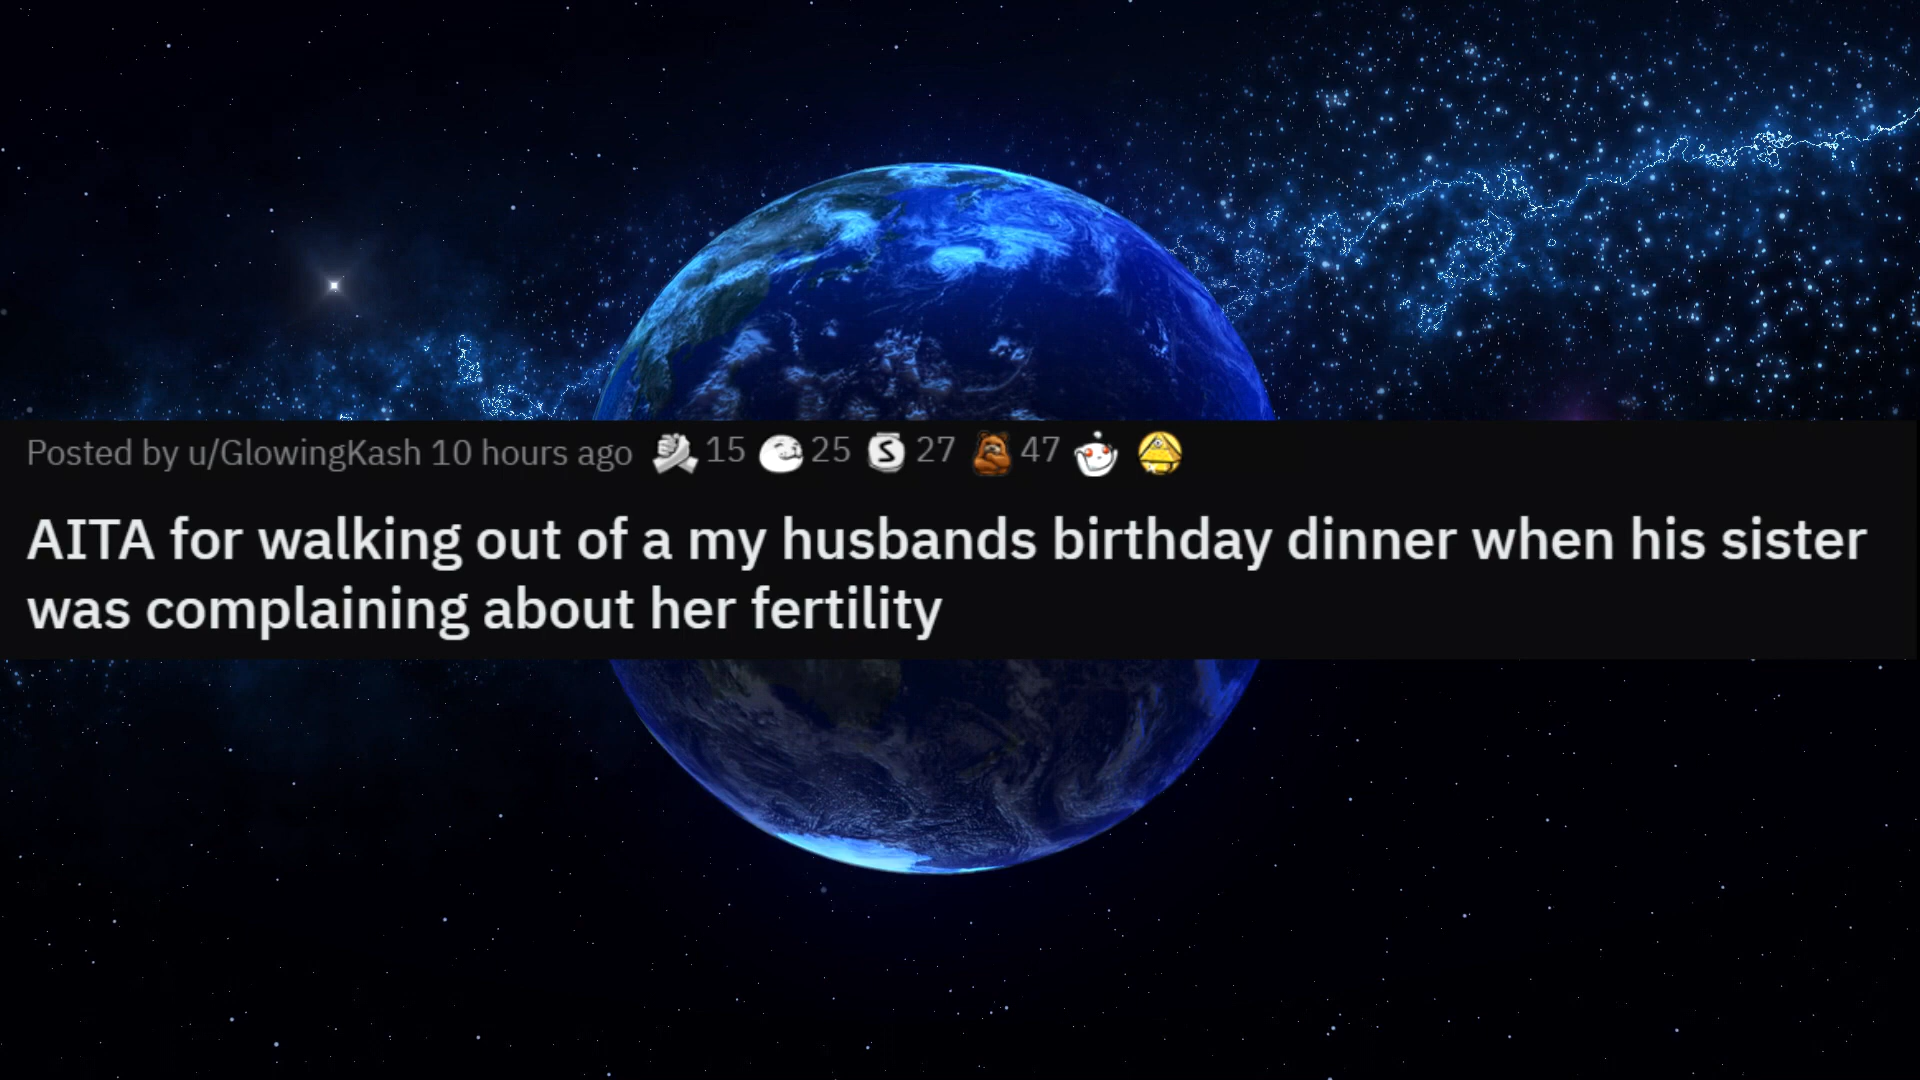 Posted by u/GlowingKash 10 hours ago 15 25 S 27 47
AITA for walking out of a my husbands birthday dinner when his sister
was complaining about her fertility